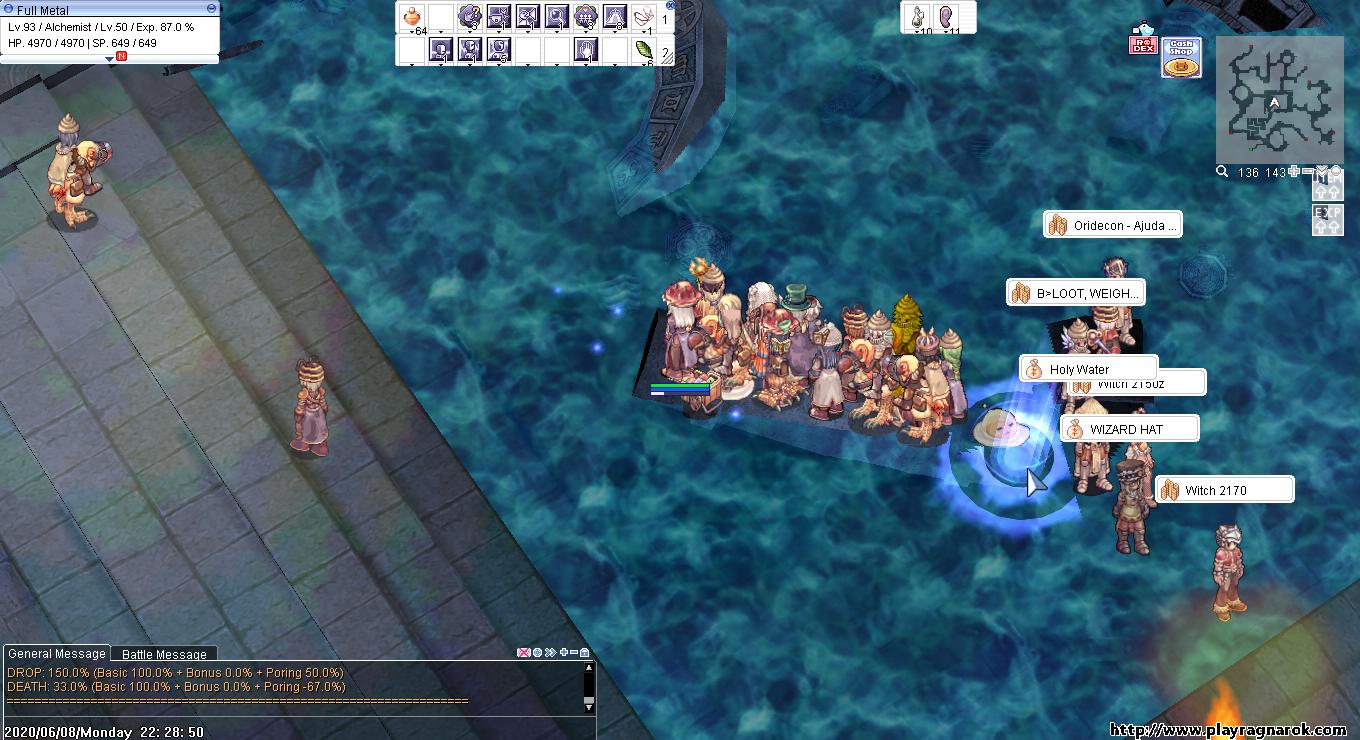 Full Metal
Lv.93 / Alchemist / Lv.50 / Exp. 87.0 %
HP. 4970 / 4970 | SP. 649 / 649
N
64
1
1
2
10
11
RODEX
Cash Shop
136 143
EXP
Oridecon - Ajuda ...
B>LOOT, WEIGH...
Holy Water
Witch 2150z
WIZARD HAT
Witch 2170
General Message
Battle Message
DROP: 150.0% (Basic 100.0% + Bonus 0.0% + Poring 50.0%)
DEATH: 33.0% (Basic 100.0% + Bonus 0.0% + Poring -67.0%)
2020/06/08/Monday 22:28:50
http://www.playragnarok.com